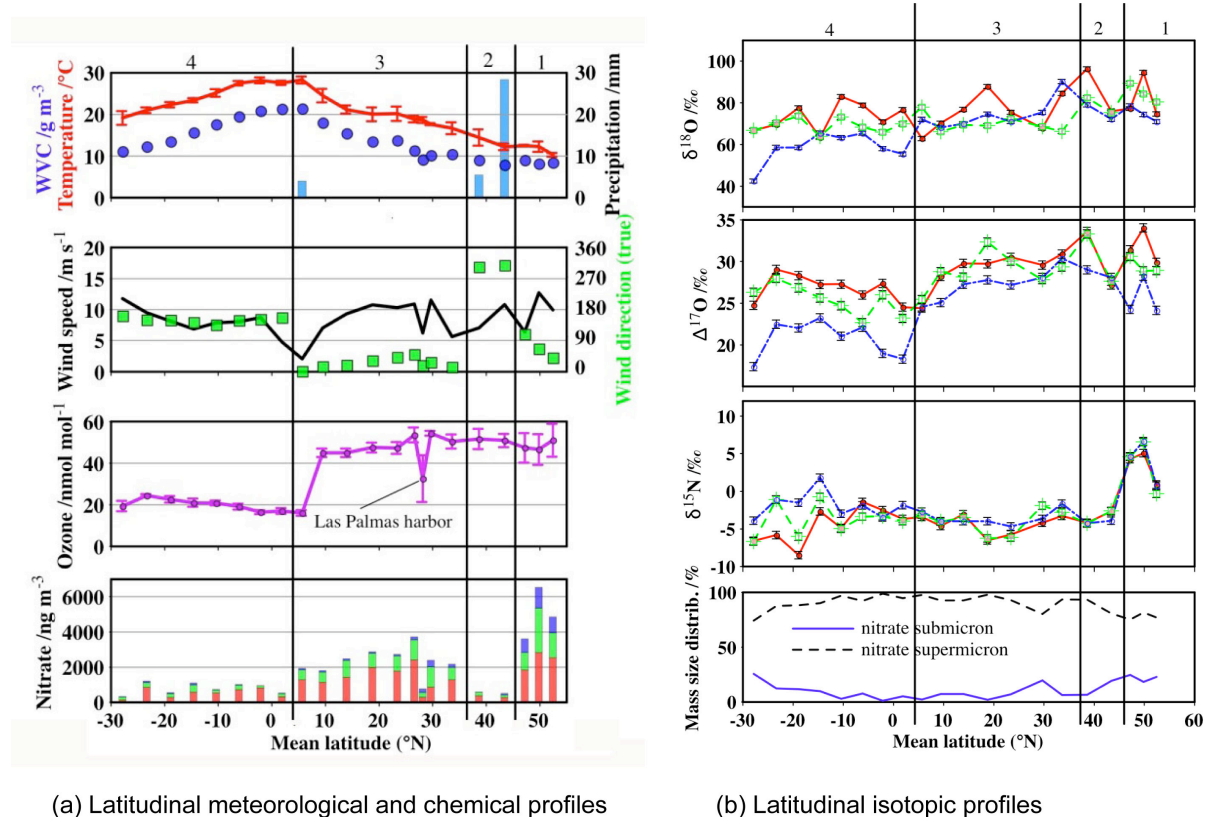 4 3 2 1
30 30
20 20
10 10
0 0
WVC /g m⁻³
Temperature /°C
Precipitation /mm
20 360
15 270
10 180
5 90
0 0
Wind speed /m s⁻¹
Wind direction (true)
60
40
20
0
Ozone /nmol mol⁻¹
Las Palmas harbor
6000
4000
2000
0
Nitrate /ng m⁻³
-30 -20 -10 0 10 20 30 40 50
Mean latitude (°N)
(a) Latitudinal meteorological and chemical profiles
4 3 2 1
100
80
60
40
δ¹⁸O /‰
35
30
25
20
Δ¹⁷O /‰
10
5
0
-5
-10
δ¹⁵N /‰
100
50
0
Mass size distrib. /%
nitrate submicron
nitrate supermicron
-30 -20 -10 0 10 20 30 40 50 60
Mean latitude (°N)
(b) Latitudinal isotopic profiles